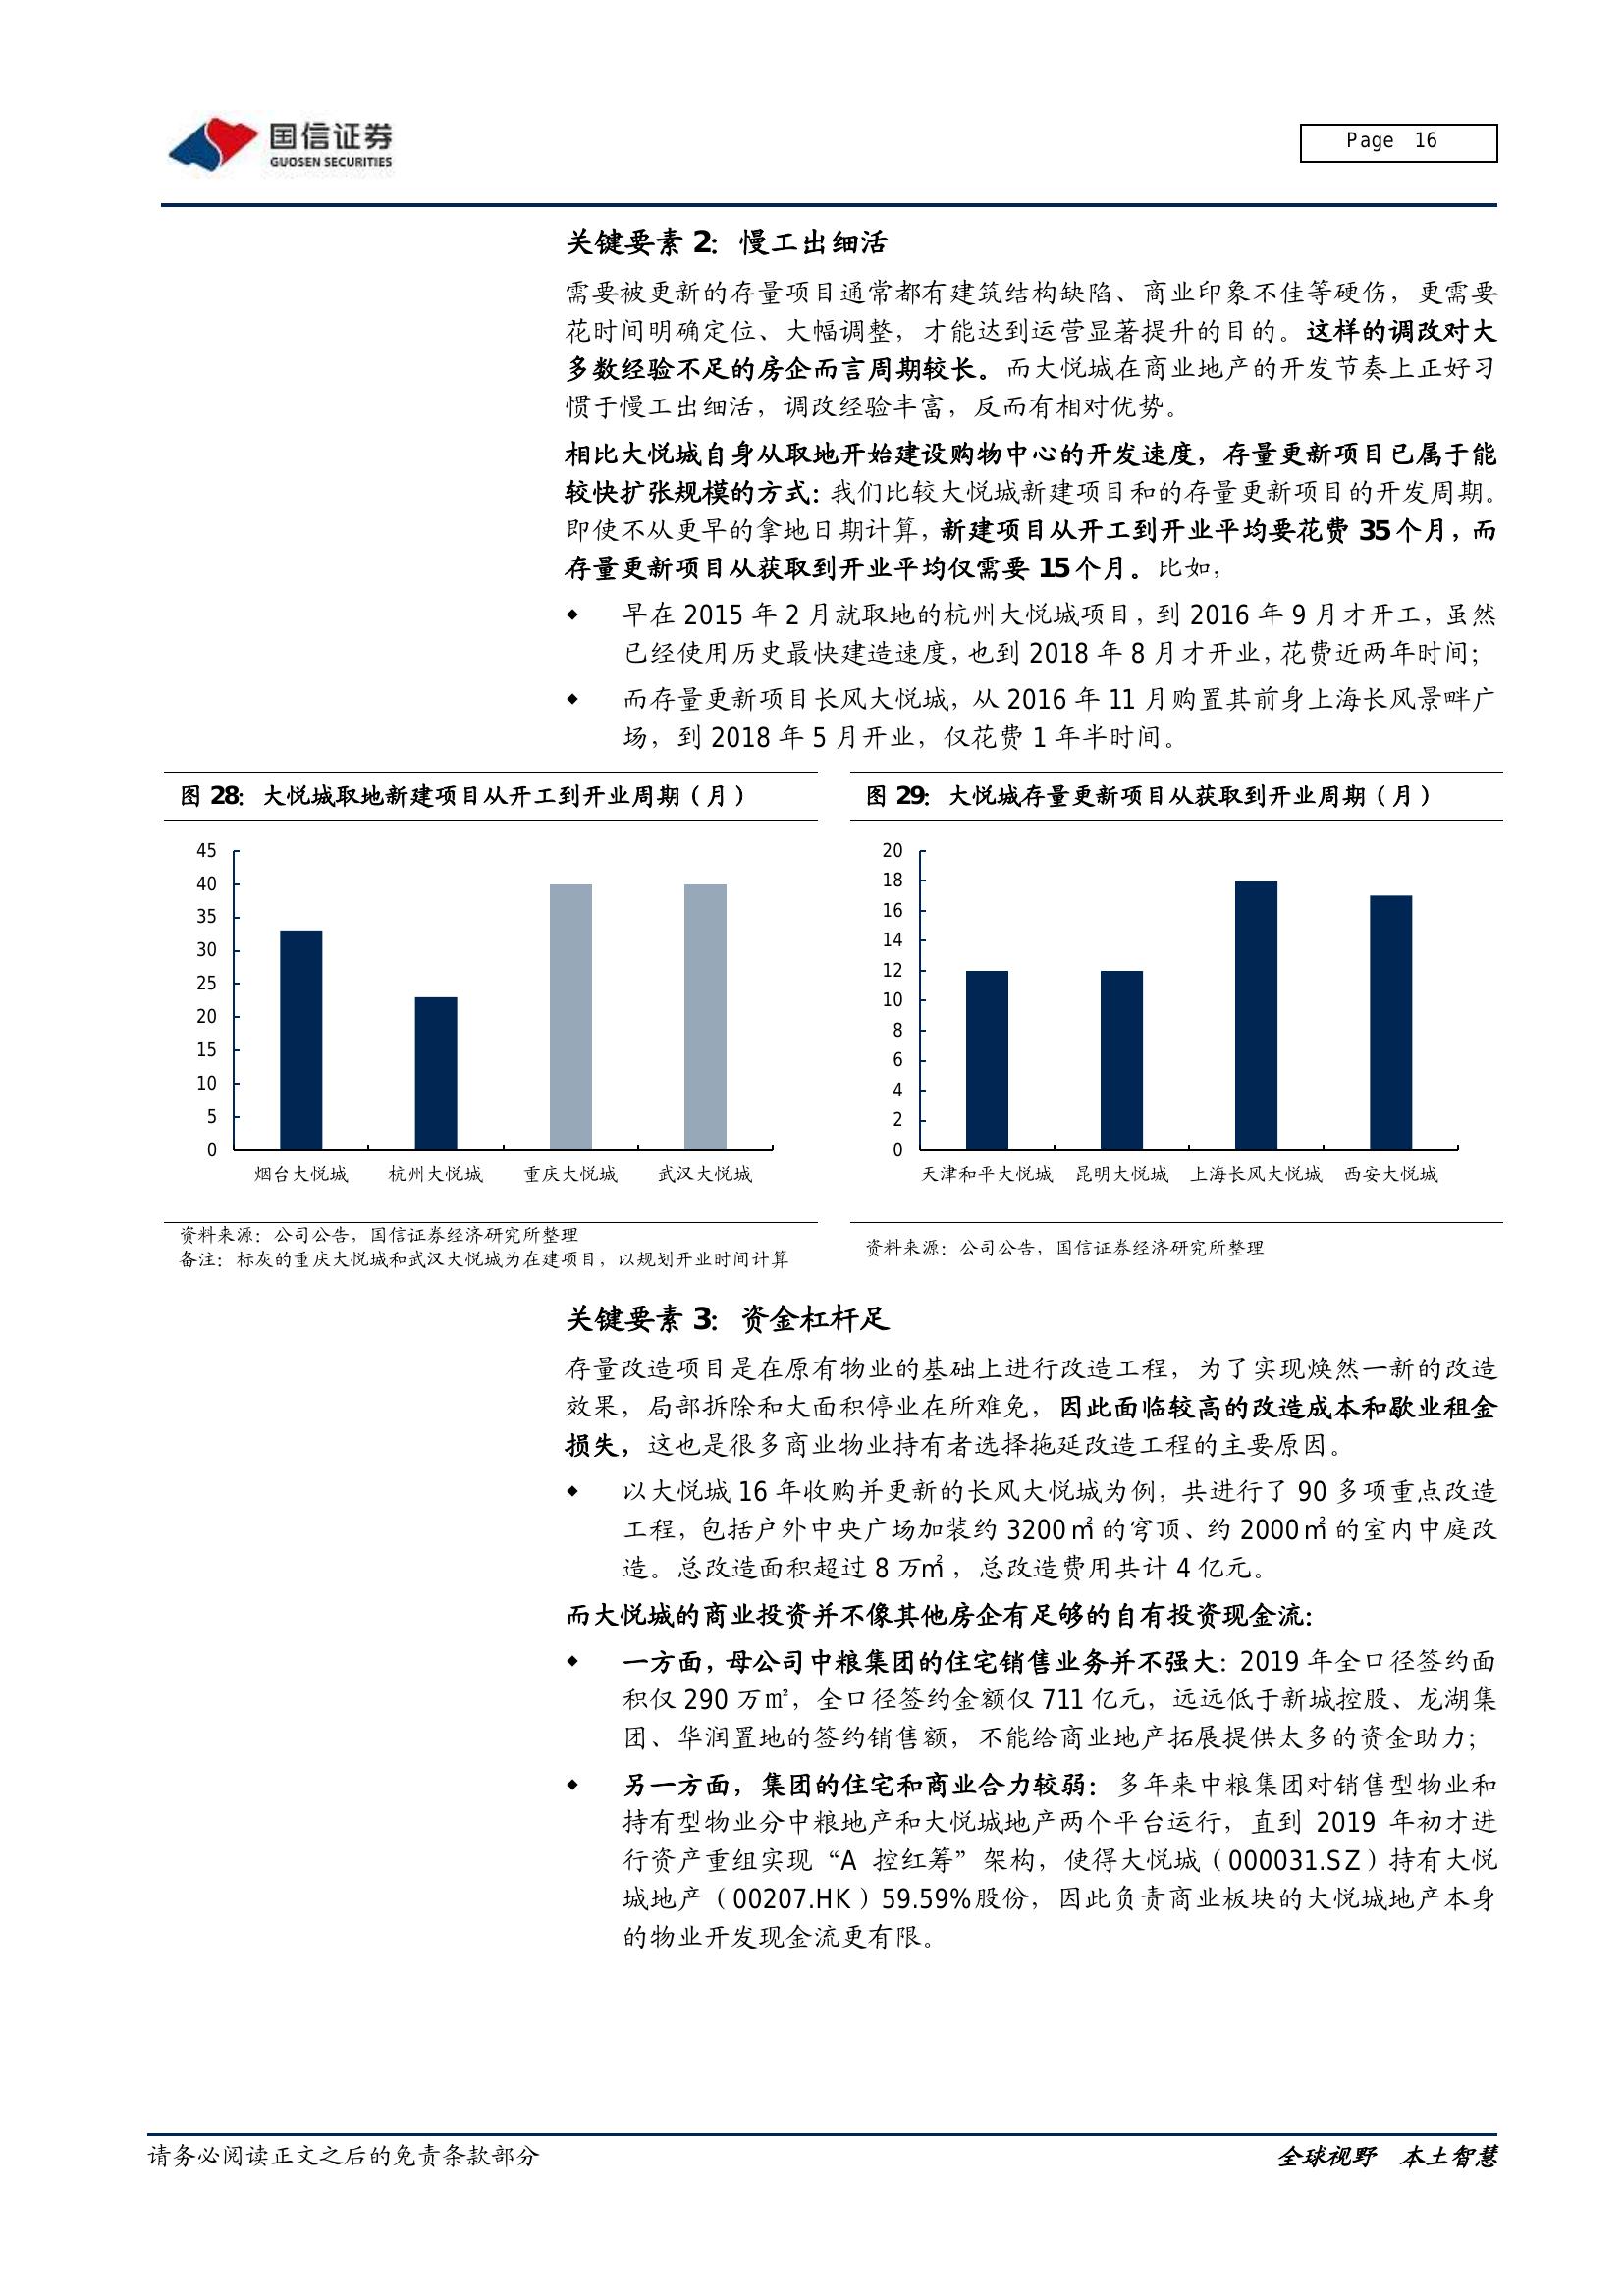 国信证券
GUOSEN SECURITIES
Page 16
关键要素 2：慢工出细活
需要被更新的存量项目通常都有建筑结构缺陷、商业印象不佳等硬伤，更需要
花时间明确定位、大幅调整，才能达到运营显著提升的目的。这样的调改对大
多数经验不足的房企而言周期较长。而大悦城在商业地产的开发节奏上正好习
惯于慢工出细活，调改经验丰富，反而有相对优势。
相比大悦城自身从取地开始建设购物中心的开发速度，存量更新项目已属于能
较快扩张规模的方式：我们比较大悦城新建项目和的存量更新项目的开发周期。
即使不从更早的拿地日期计算，新建项目从开工到开业平均要花费 35 个月，而
存量更新项目从获取到开业平均仅需要 15 个月。比如，
◆ 早在 2015 年 2 月就取地的杭州大悦城项目，到 2016 年 9 月才开工，虽然
已经使用历史最快建造速度，也到 2018 年 8 月才开业，花费近两年时间；
◆ 而存量更新项目长风大悦城，从 2016 年 11 月购置其前身上海长风景畔广
场，到 2018 年 5 月开业，仅花费 1 年半时间。
图 28：大悦城取地新建项目从开工到开业周期（月）
45
40
35
30
25
20
15
10
5
0
烟台大悦城 杭州大悦城 重庆大悦城 武汉大悦城
资料来源：公司公告，国信证券经济研究所整理
备注：标灰的重庆大悦城和武汉大悦城为在建项目，以规划开业时间计算
图 29：大悦城存量更新项目从获取到开业周期（月）
20
18
16
14
12
10
8
6
4
2
0
天津和平大悦城 昆明大悦城 上海长风大悦城 西安大悦城
资料来源：公司公告，国信证券经济研究所整理
关键要素 3：资金杠杆足
存量改造项目是在原有物业的基础上进行改造工程，为了实现焕然一新的改造
效果，局部拆除和大面积停业在所难免，因此面临较高的改造成本和歇业租金
损失，这也是很多商业物业持有者选择拖延改造工程的主要原因。
◆ 以大悦城 16 年收购并更新的长风大悦城为例，共进行了 90 多项重点改造
工程，包括户外中央广场加装约 3200㎡的穹顶、约 2000㎡的室内中庭改
造。总改造面积超过 8 万㎡，总改造费用共计 4 亿元。
而大悦城的商业投资并不像其他房企有足够的自有投资现金流：
◆ 一方面，母公司中粮集团的住宅销售业务并不强大：2019 年全口径签约面
积仅 290 万㎡，全口径签约金额仅 711 亿元，远远低于新城控股、龙湖集
团、华润置地的签约销售额，不能给商业地产拓展提供太多的资金助力；
◆ 另一方面，集团的住宅和商业合力较弱：多年来中粮集团对销售型物业和
持有型物业分中粮地产和大悦城地产两个平台运行，直到 2019 年初才进
行资产重组实现“A 控红筹”架构，使得大悦城（000031.SZ）持有大悦
城地产（00207.HK）59.59%股份，因此负责商业板块的大悦城地产本身
的物业开发现金流更有限。
请务必阅读正文之后的免责条款部分
全球视野 本土智慧